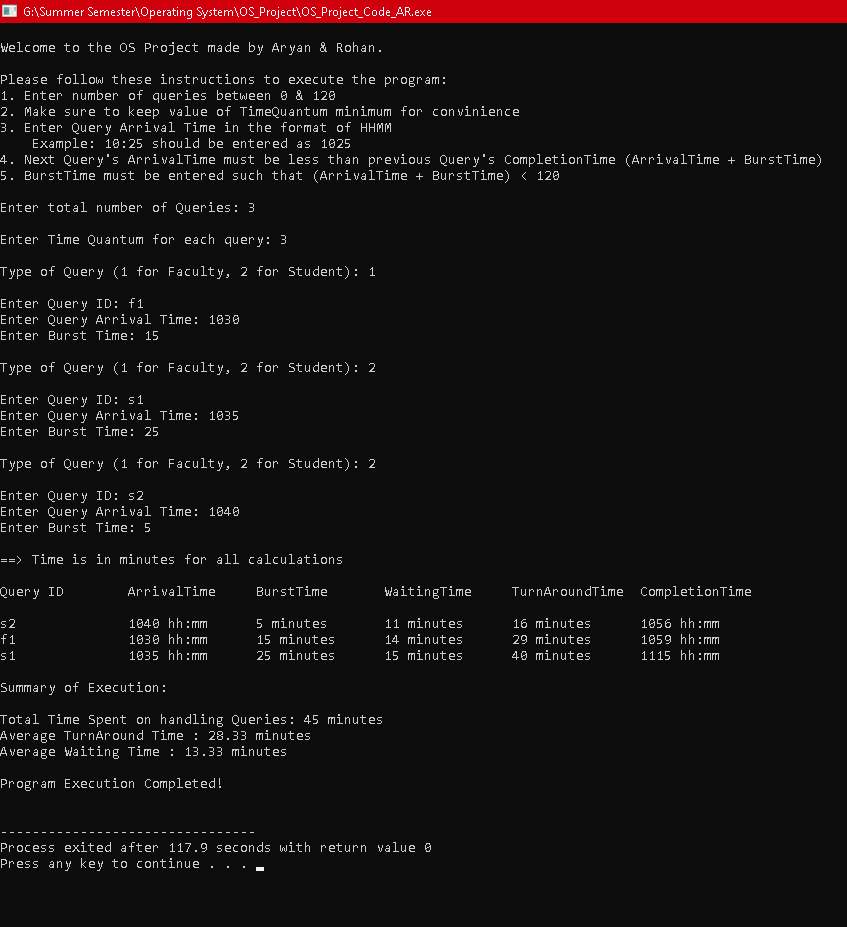 G:\Summer Semester\Operating System\OS_Project\OS_Project_Code_AR.exe
Welcome to the OS Project made by Aryan & Rohan.
Please follow these instructions to execute the program:
1. Enter number of queries between 0 & 120
2. Make sure to keep value of TimeQuantum minimum for convinience
3. Enter Query Arrival Time in the format of HHMM
Example: 10:25 should be entered as 1025
4. Next Query's ArrivalTime must be less than previous Query's CompletionTime (ArrivalTime + BurstTime)
5. BurstTime must be entered such that (ArrivalTime + BurstTime) < 120
Enter total number of Queries: 3
Enter Time Quantum for each query: 3
Type of Query (1 for Faculty, 2 for Student): 1
Enter Query ID: f1
Enter Query Arrival Time: 1030
Enter Burst Time: 15
Type of Query (1 for Faculty, 2 for Student): 2
Enter Query ID: s1
Enter Query Arrival Time: 1035
Enter Burst Time: 25
Type of Query (1 for Faculty, 2 for Student): 2
Enter Query ID: s2
Enter Query Arrival Time: 1040
Enter Burst Time: 5
==> Time is in minutes for all calculations
Query ID ArrivalTime BurstTime WaitingTime TurnAroundTime CompletionTime
s2 1040 hh:mm 5 minutes 11 minutes 16 minutes 1056 hh:mm
f1 1030 hh:mm 15 minutes 14 minutes 29 minutes 1059 hh:mm
s1 1035 hh:mm 25 minutes 15 minutes 40 minutes 1115 hh:mm
Summary of Execution:
Total Time Spent on handling Queries: 45 minutes
Average TurnAround Time : 28.33 minutes
Average Waiting Time : 13.33 minutes
Program Execution Completed!
--------------------------------
Process exited after 117.9 seconds with return value 0
Press any key to continue . . .